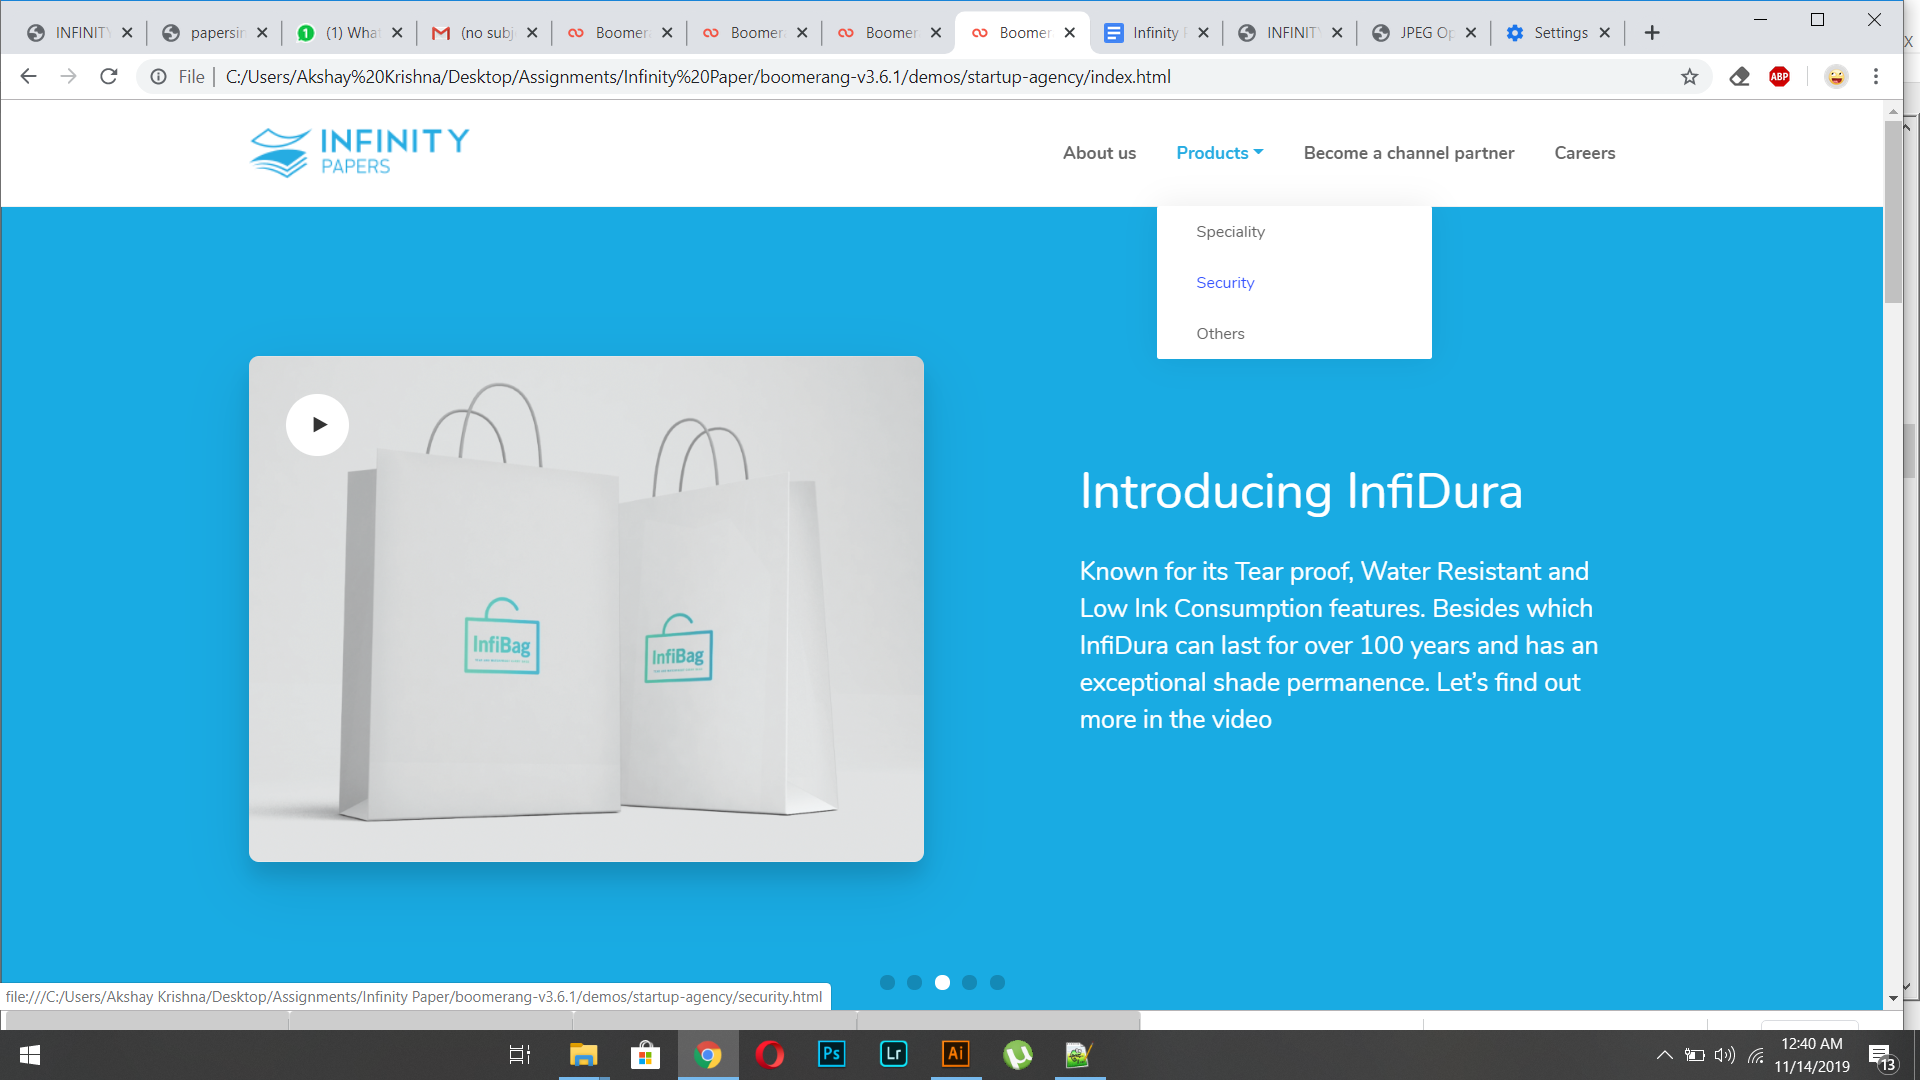 INFINIT
papersin
(1) Wha
(no subj
Boomer
Boomer
Boomer
Boomer
Infinity
INFINIT
JPEG Op
Settings
File
C:/Users/Akshay%20Krishna/Desktop/Assignments/Infinity%20Paper/boomerang-v3.6.1/demos/startup-agency/index.html
ABP
INFINITY
PAPERS
About us
Products
Become a channel partner
Careers
Speciality
Security
Others
InfiBag
InfiBag
Introducing InfiDura
Known for its Tear proof, Water Resistant and
Low Ink Consumption features. Besides which
InfiDura can last for over 100 years and has an
exceptional shade permanence. Let’s find out
more in the video
file:///C:/Users/Akshay Krishna/Desktop/Assignments/Infinity Paper/boomerang-v3.6.1/demos/startup-agency/security.html
Ps
Lr
Ai
12:40 AM
11/14/2019
13